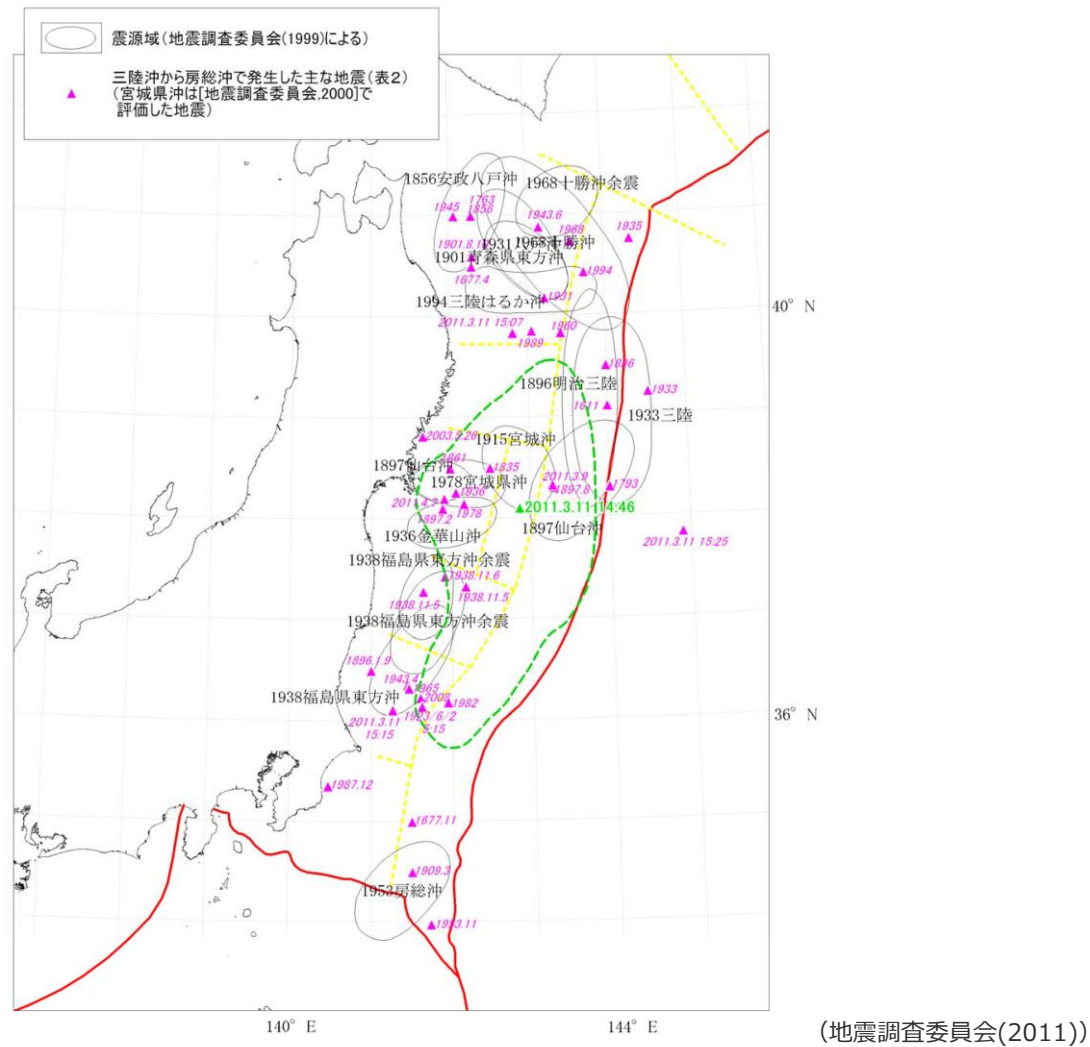 震源域(地震調査委員会(1999)による)
三陸沖から房総沖で発生した主な地震(表2)
(宮城県沖は[地震調査委員会,2000]で
評価した地震)
1856安政八戸沖
1968十勝沖余震
1763
1945
1856
1943.6
1968
1935
1968十勝沖
1901青森県東方沖
1677.4
1994
1931
1994三陸はるか沖
40° N
2011.3.11 15:07
1989
1960
1896
1896明治三陸
1933
1611
1933三陸
2003.5.26
1915宮城沖
1861
1897仙台沖
1835
1978宮城県沖
2011.3.9
1897.8
1793
1936
2011.4.7
1978
1897.2
2011.3.11 14:46
1936金華山沖
1897仙台沖
2011.3.11 15:25
1938福島県東方沖余震
1938.11.6
1938.11.5
1938.11.5
1938福島県東方沖余震
1896.1.9
1943.4
1965
1938福島県東方沖
2008
1982
36° N
2011.3.11
15:15
1923/6/2
5:15
1987.12
1677.11
1909.3
1953房総沖
140° E
144° E
(地震調査委員会(2011))